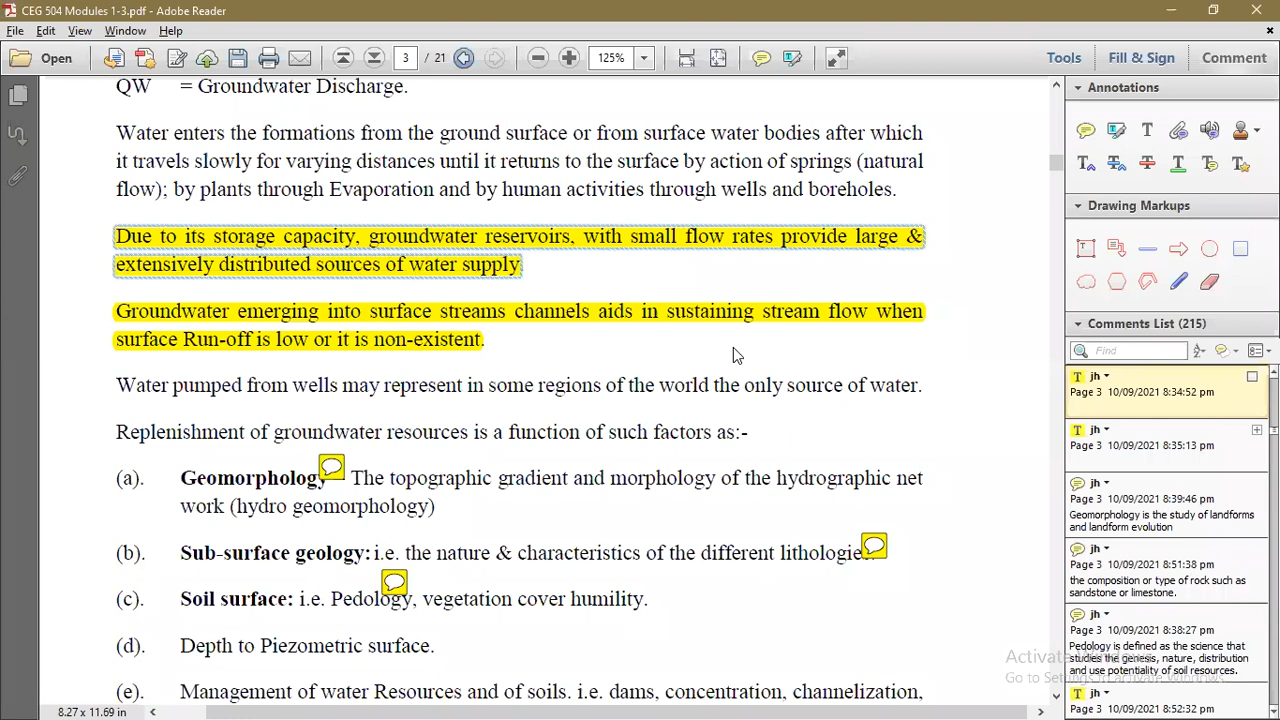 CEG 504 Modules 1-3.pdf - Adobe Reader
File Edit View Window Help
Open 3 / 21 125% Tools Fill & Sign Comment
QW = Groundwater Discharge.
Water enters the formations from the ground surface or from surface water bodies after which
it travels slowly for varying distances until it returns to the surface by action of springs (natural
flow); by plants through Evaporation and by human activities through wells and boreholes.
Due to its storage capacity, groundwater reservoirs, with small flow rates provide large &
extensively distributed sources of water supply
Groundwater emerging into surface streams channels aids in sustaining stream flow when
surface Run-off is low or it is non-existent.
Water pumped from wells may represent in some regions of the world the only source of water.
Replenishment of groundwater resources is a function of such factors as:-
(a). Geomorphology The topographic gradient and morphology of the hydrographic net
work (hydro geomorphology)
(b). Sub-surface geology: i.e. the nature & characteristics of the different lithologie
(c). Soil surface: i.e. Pedology, vegetation cover humility.
(d). Depth to Piezometric surface.
(e). Management of water Resources and of soils. i.e. dams, concentration, channelization,
8.27 x 11.69 in
Annotations
Drawing Markups
Comments List (215)
Find
T jh
Page 3 10/09/2021 8:34:52 pm
T jh
Page 3 10/09/2021 8:35:13 pm
jh
Page 3 10/09/2021 8:39:46 pm
Geomorphology is the study of landforms
and landform evolution
jh
Page 3 10/09/2021 8:51:38 pm
the composition or type of rock such as
sandstone or limestone.
jh
Page 3 10/09/2021 8:38:27 pm
Pedology is defined as the science that
studies the genesis, nature, distribution
and use potentiality of soil resources.
T jh
Page 3 10/09/2021 8:52:32 pm
Activate Windows
Go to Settings to activate Windows.